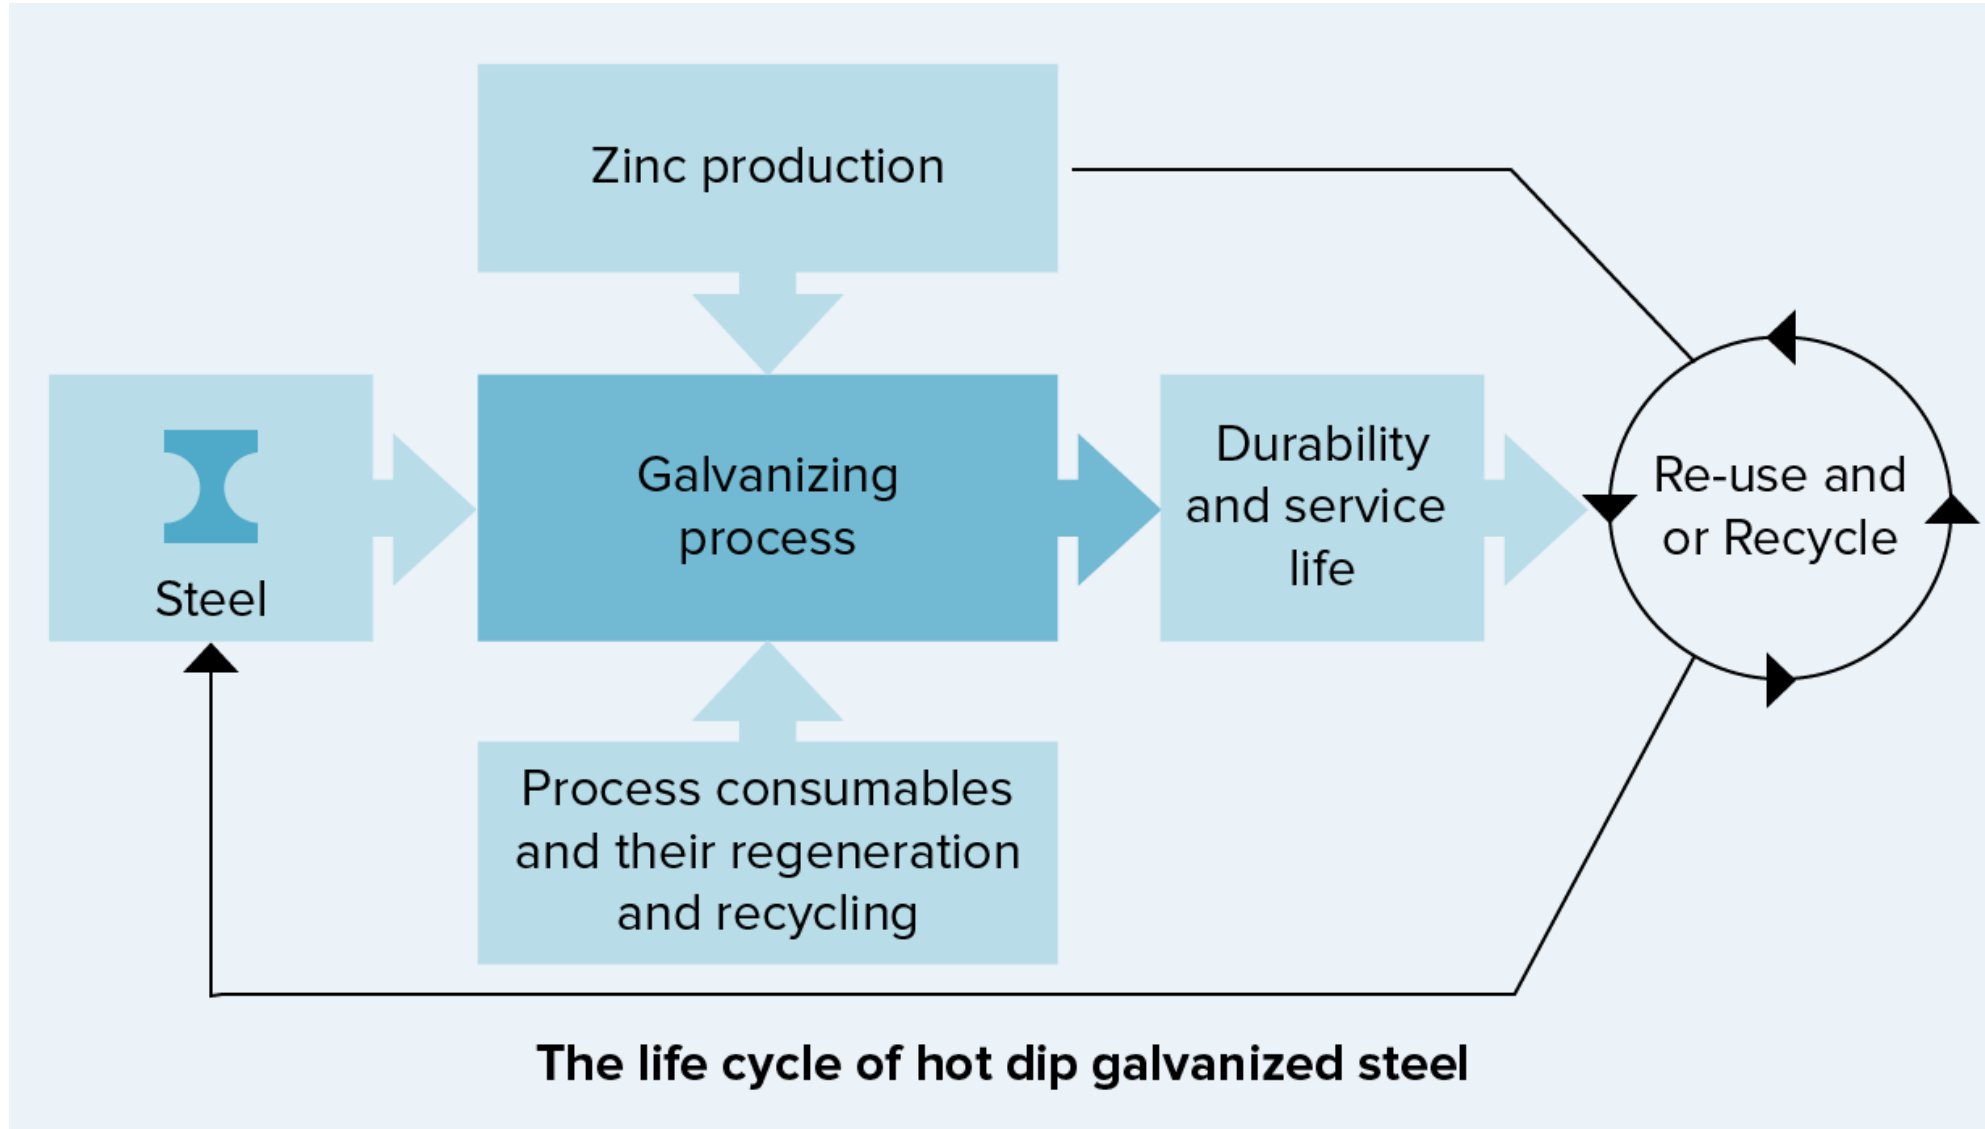 Zinc production
Steel
Galvanizing
process
Durability
and service
life
Re-use and
or Recycle
Process consumables
and their regeneration
and recycling
The life cycle of hot dip galvanized steel